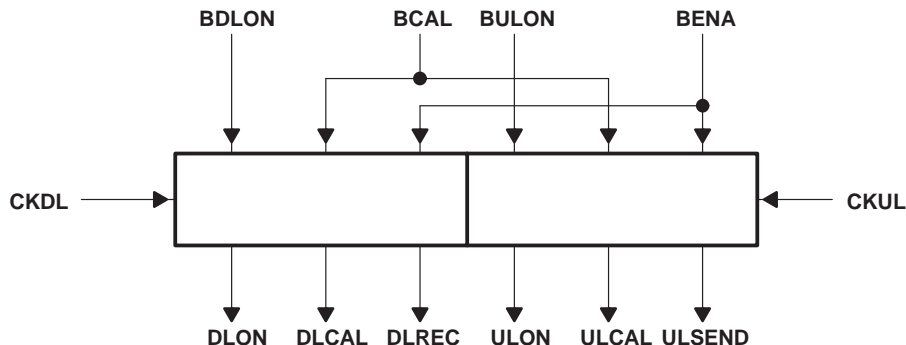 BDLON BCAL BULON BENA
CKDL CKUL
DLON DLCAL DLREC ULON ULCAL ULSEND